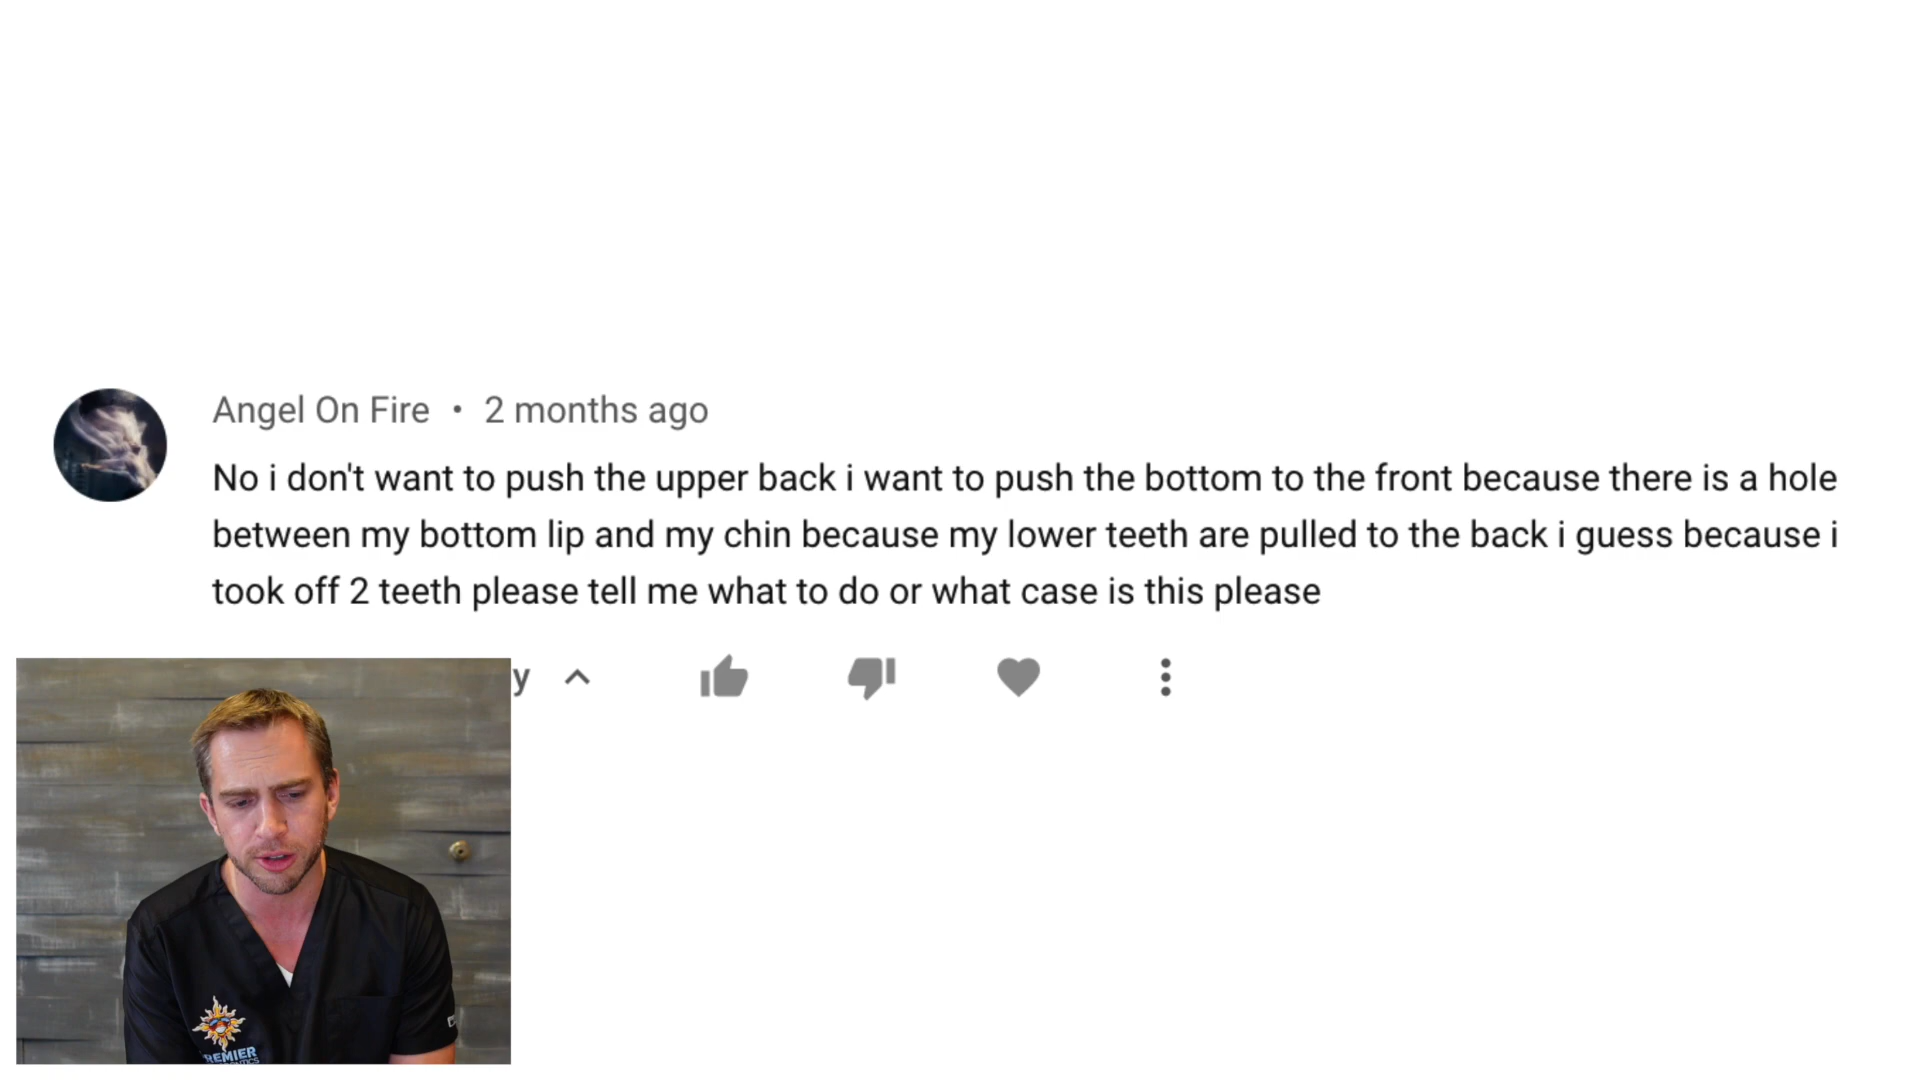 Angel On Fire • 2 months ago
No i don't want to push the upper back i want to push the bottom to the front because there is a hole
between my bottom lip and my chin because my lower teeth are pulled to the back i guess because i
took off 2 teeth please tell me what to do or what case is this please
y